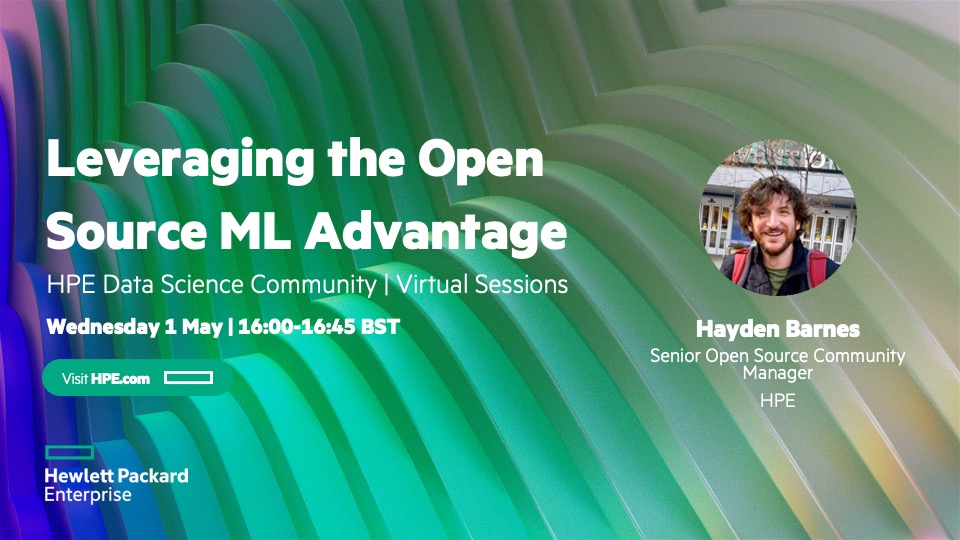 Leveraging the Open
Source ML Advantage
HPE Data Science Community | Virtual Sessions
Wednesday 1 May | 16:00-16:45 BST
Visit HPE.com
Hewlett Packard
Enterprise
Hayden Barnes
Senior Open Source Community
Manager
HPE